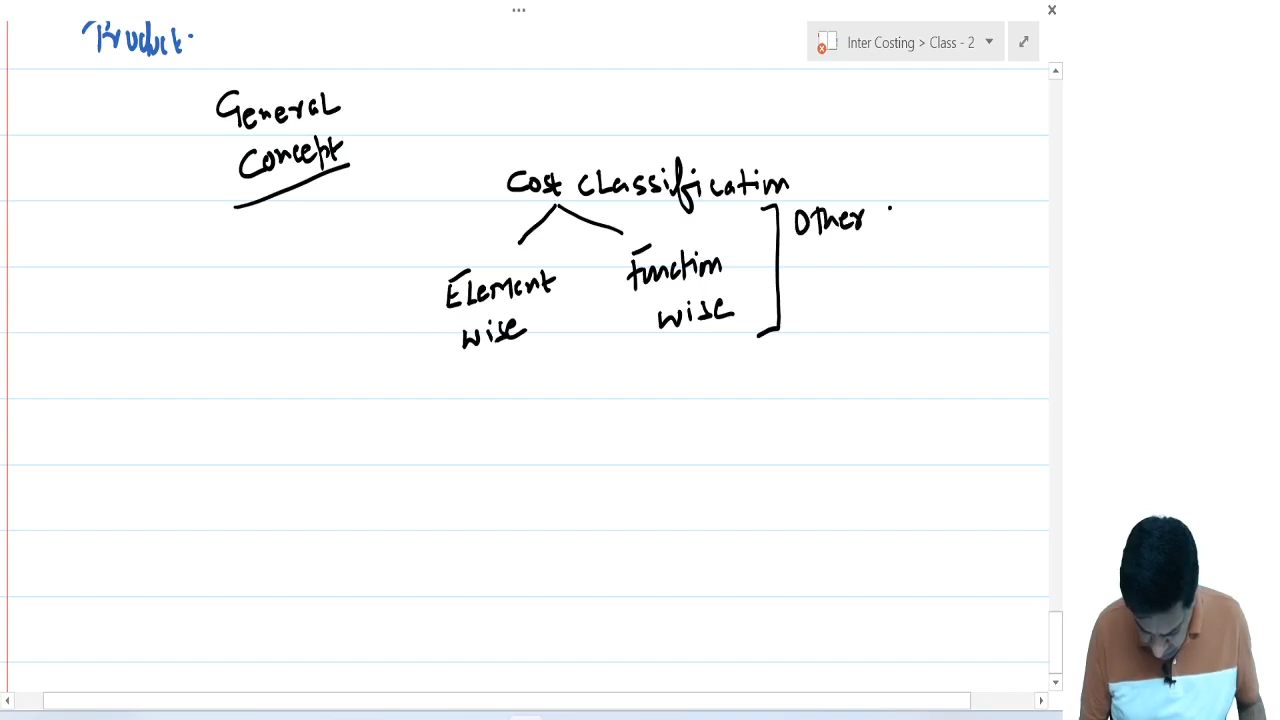 Product.
Inter Costing > Class - 2
General
Concept
Cost Classification
Other
Element
wise
Function
wise